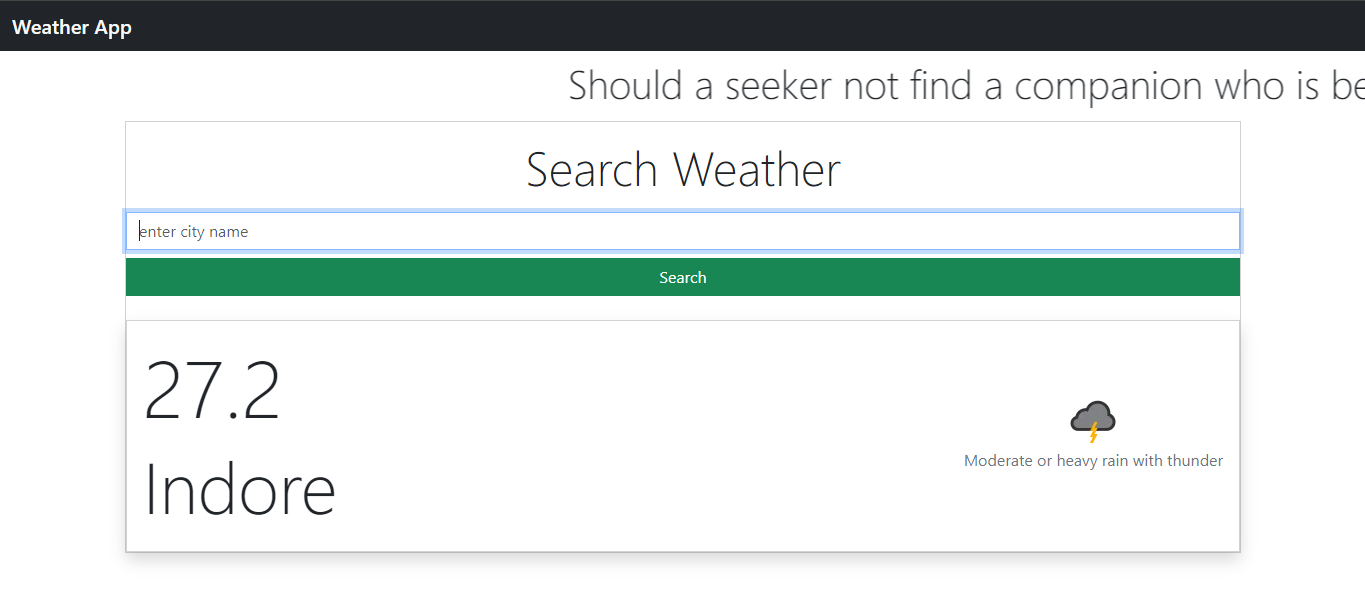 Weather App
Should a seeker not find a companion who is
Search Weather
enter city name
Search
27.2
Indore
Moderate or heavy rain with thunder